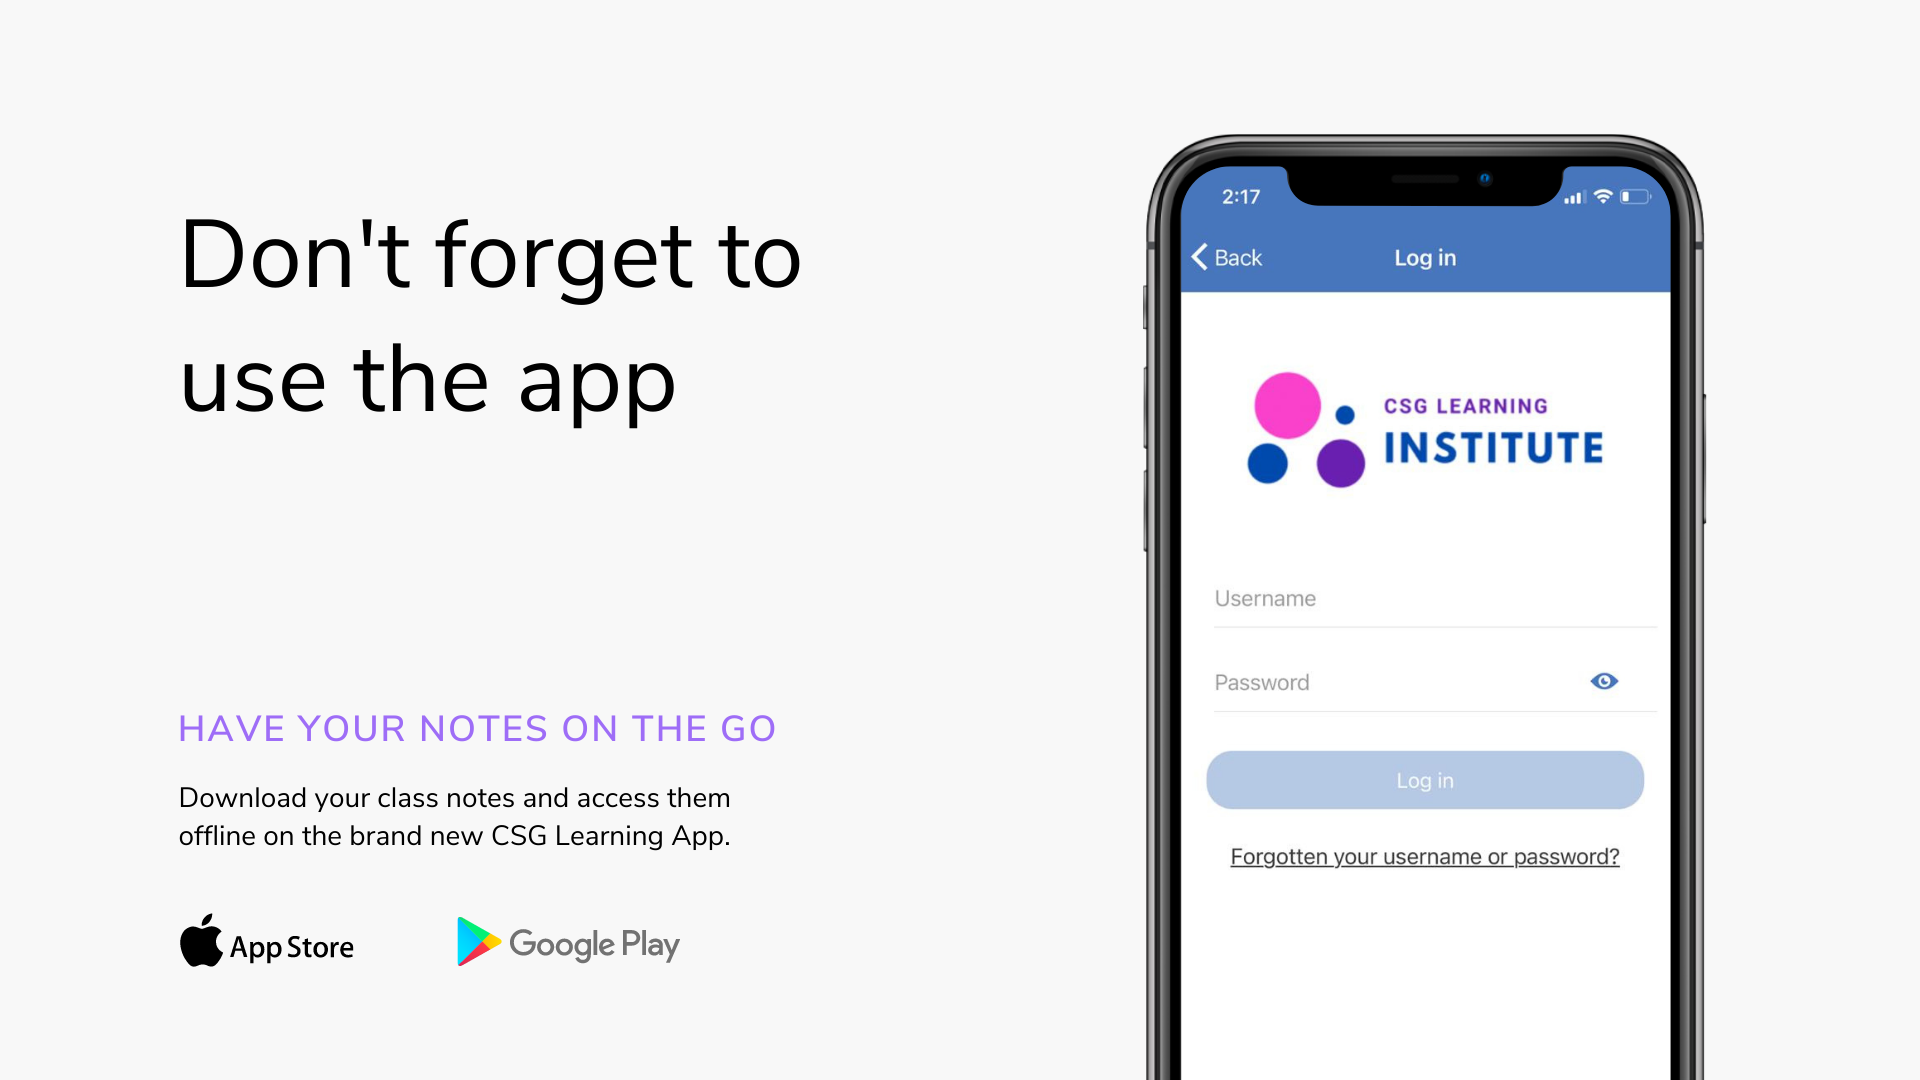 Don't forget to
use the app
HAVE YOUR NOTES ON THE GO
Download your class notes and access them
offline on the brand new CSG Learning App.
App Store
Google Play
2:17
Back
Log in
CSG LEARNING
INSTITUTE
Username
Password
Log in
Forgotten your username or password?